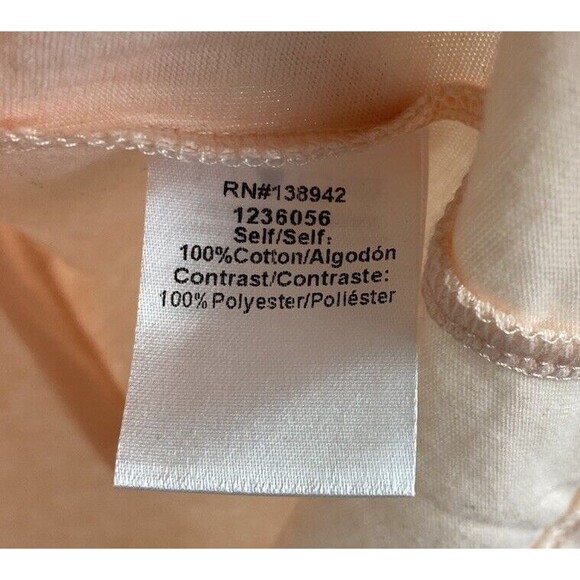 RN#138942
1236056
Self/Self:
100%Cotton/Algodón
Contrast/Contraste:
100% Polyester/Poliéster